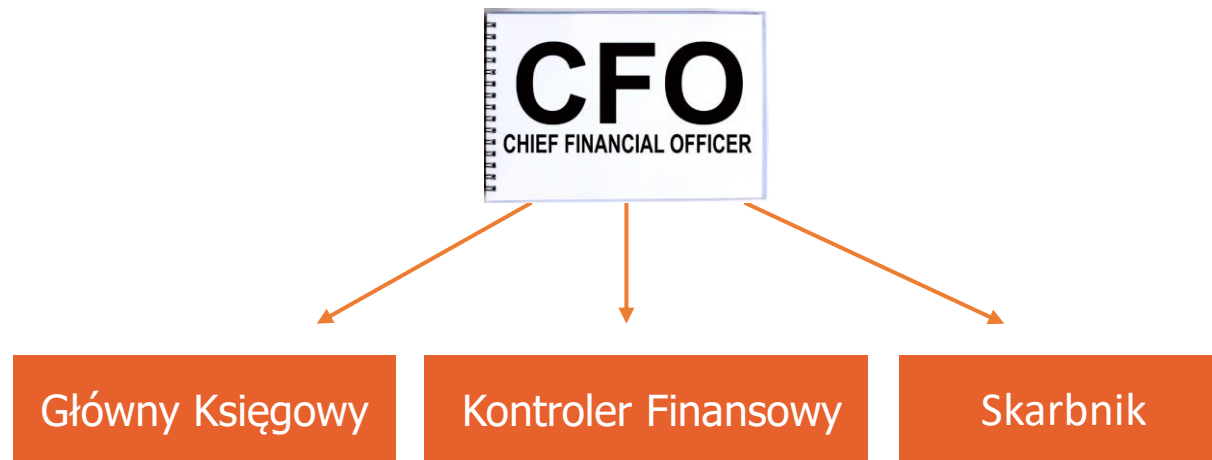 CFO
CHIEF FINANCIAL OFFICER
Główny Księgowy
Kontroler Finansowy
Skarbnik